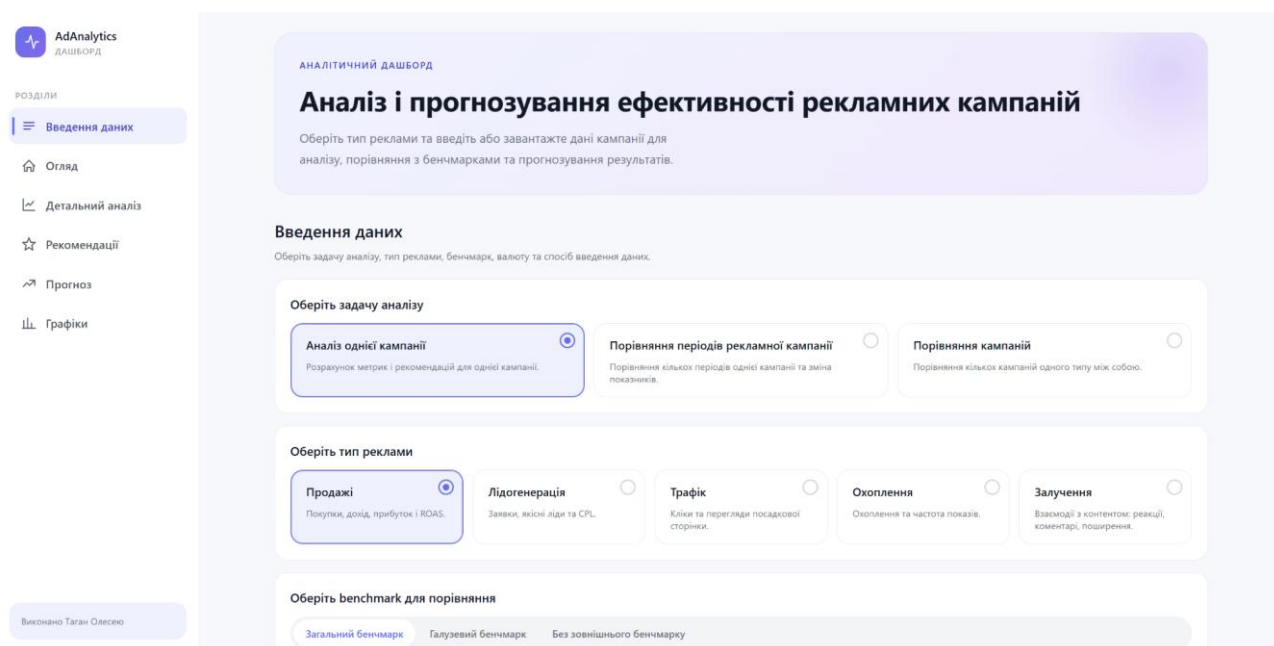 AdAnalytics
ДАШБОРД
РОЗДІЛИ
Введення даних
Огляд
Детальний аналіз
Рекомендації
Прогноз
Графіки
Виконано Таган Олесею
АНАЛІТИЧНИЙ ДАШБОРД
Аналіз і прогнозування ефективності рекламних кампаній
Оберіть тип реклами та введіть або завантажте дані кампанії для
аналізу, порівняння з бенчмарками та прогнозування результатів.
Введення даних
Оберіть задачу аналізу, тип реклами, бенчмарк, валюту та спосіб введення даних.
Оберіть задачу аналізу
Аналіз однієї кампанії
Розрахунок метрик і рекомендацій для однієї кампанії.
Порівняння періодів рекламної кампанії
Порівняння кількох періодів однієї кампанії та зміна
показників.
Порівняння кампаній
Порівняння кількох кампаній одного типу між собою.
Оберіть тип реклами
Продажі
Покупки, дохід, прибуток і ROAS.
Лідогенерація
Заявки, якісні ліди та CPL.
Трафік
Кліки та перегляди посадкової
сторінки.
Охоплення
Охоплення та частота показів.
Залучення
Взаємодії з контентом: реакції,
коментарі, поширення.
Оберіть benchmark для порівняння
Загальний бенчмарк
Галузевий бенчмарк
Без зовнішнього бенчмарку